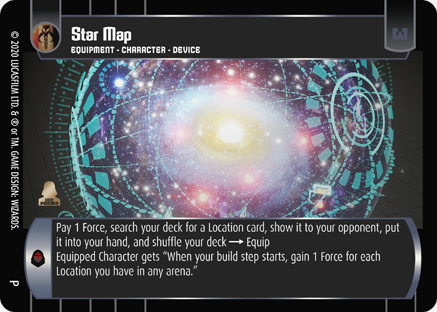 Star Map
EQUIPMENT - CHARACTER - DEVICE
Pay 1 Force, search your deck for a Location card, show it to your opponent, put
it into your hand, and shuffle your deck → Equip
Equipped Character gets “When your build step starts, gain 1 Force for each
Location you have in any arena.”
© 2020 LUCASFILM LTD. & ® or TM. GAME DESIGN: WIZARDS.
P